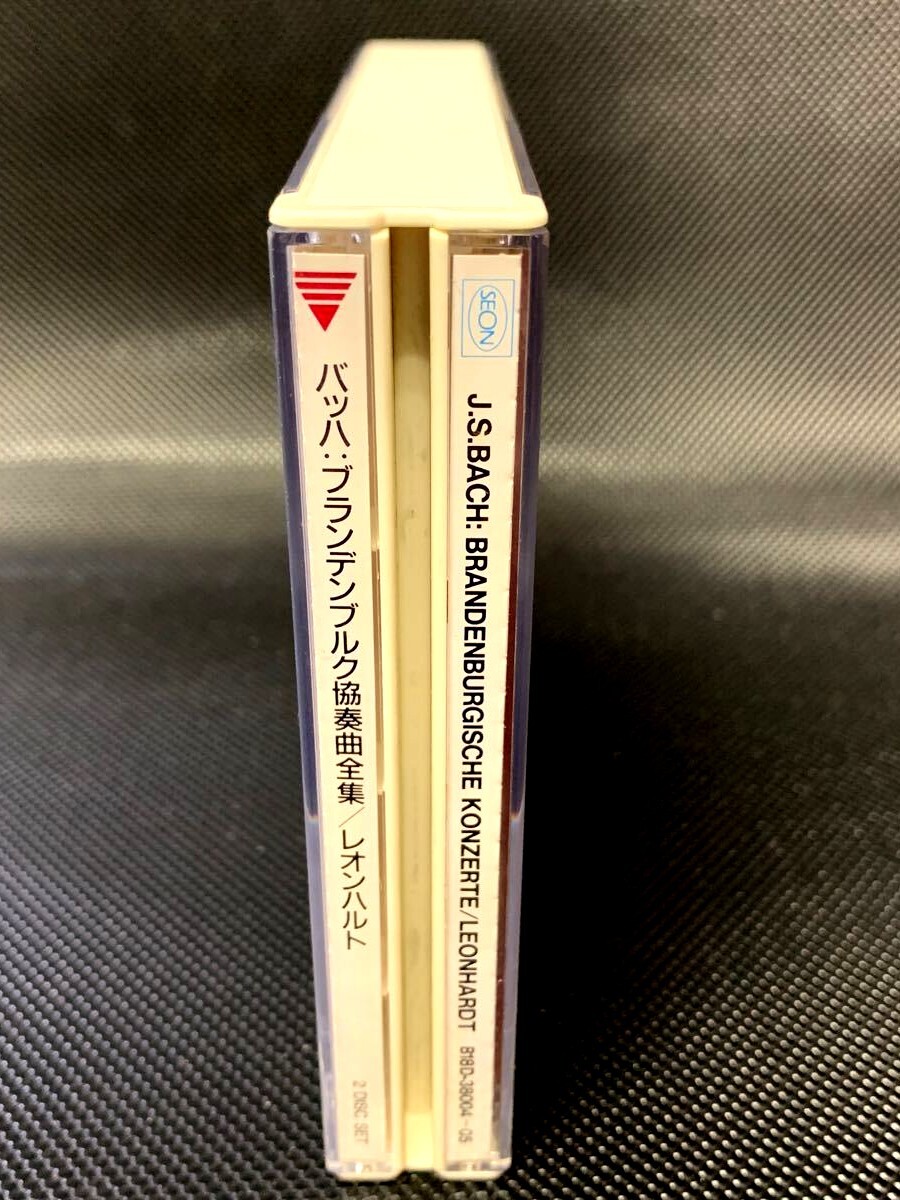 バッハ:ブランデンブルク協奏曲全集/レオンハルト
2 DISC SET
SEON
J.S.BACH: BRANDENBURGISCHE KONZERTE/LEONHARDT
B18D-38004~05